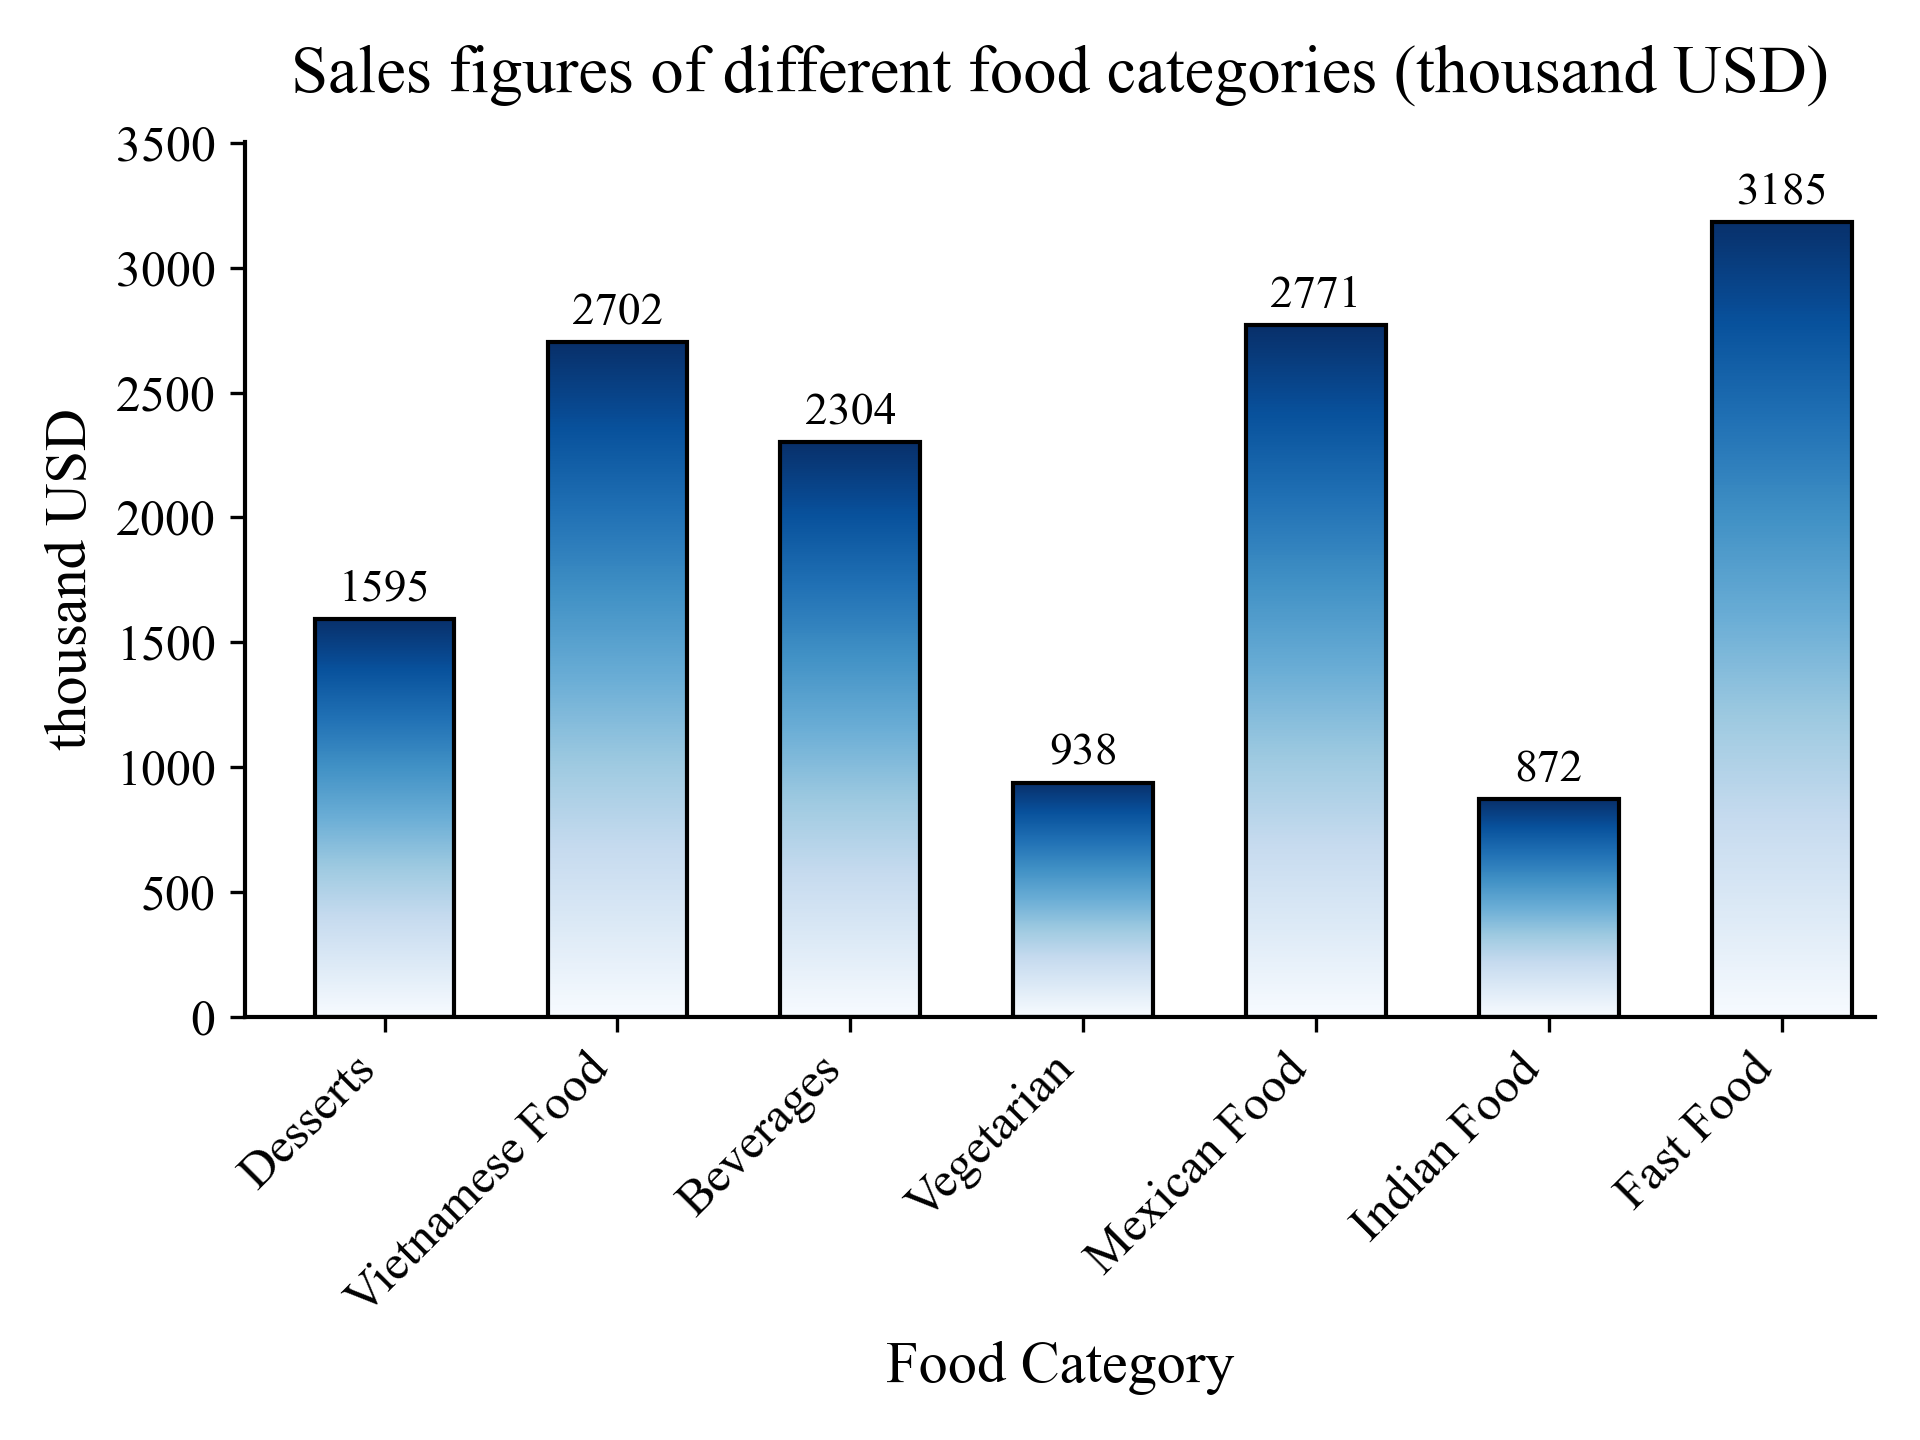 Sales figures of different food categories (thousand USD)
thousand USD
3500
3000
2500
2000
1500
1000
500
0
1595
2702
2304
938
2771
872
3185
Desserts
Vietnamese Food
Beverages
Vegetarian
Mexican Food
Indian Food
Fast Food
Food Category